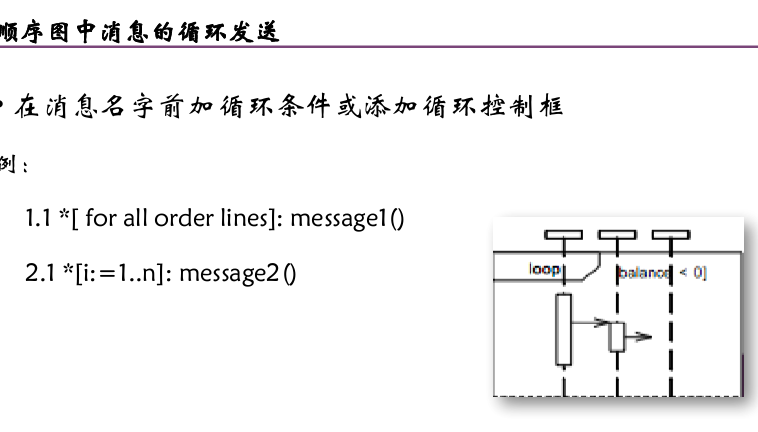 顺序图中消息的循环发送
• 在消息名字前加循环条件或添加循环控制框
例：
1.1 *[ for all order lines]: message1()
2.1 *[i:=1..n]: message2()
loop
[balance < 0]